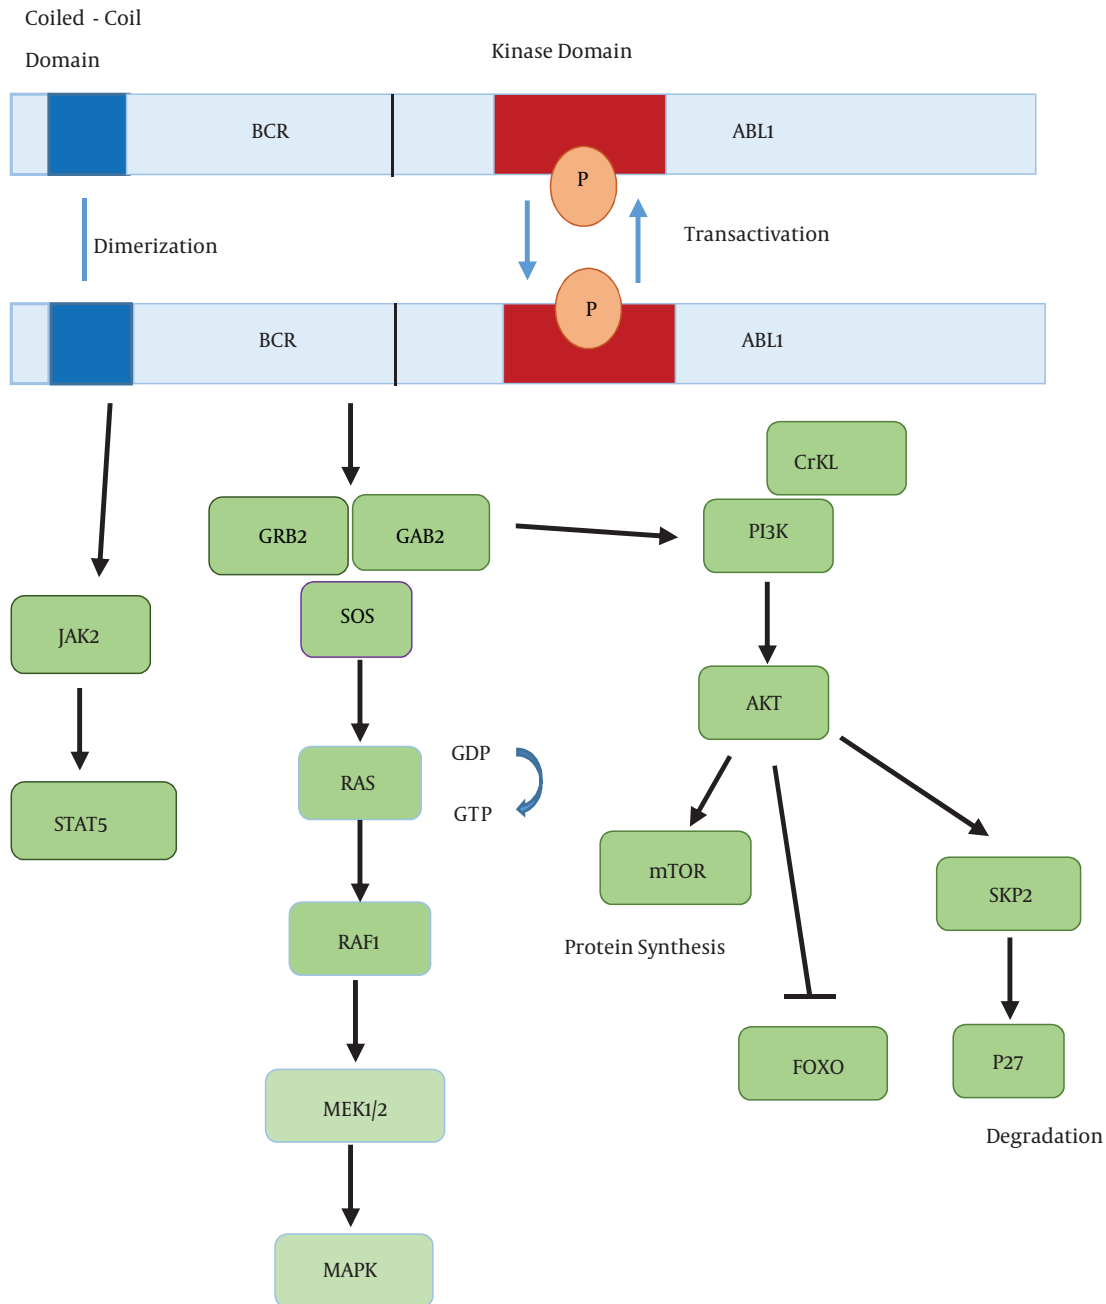 Coiled - Coil
Domain
Kinase Domain
BCR
ABL1
P
Dimerization
Transactivation
P
BCR
ABL1
CrKL
GRB2
GAB2
PI3K
SOS
JAK2
AKT
GDP
RAS
GTP
STAT5
mTOR
SKP2
RAF1
Protein Synthesis
FOXO
P27
MEK1/2
Degradation
MAPK